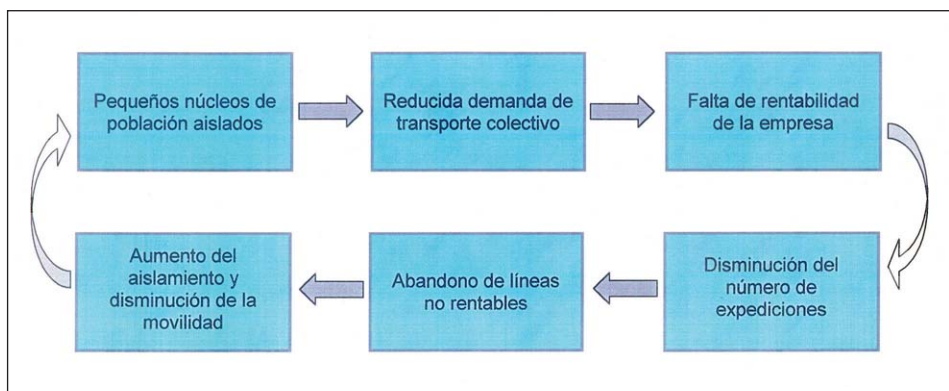 Pequeños núcleos de
población aislados
Reducida demanda de
transporte colectivo
Falta de rentabilidad
de la empresa
Disminución del
número de
expediciones
Abandono de líneas
no rentables
Aumento del
aislamiento y
disminución de la
movilidad